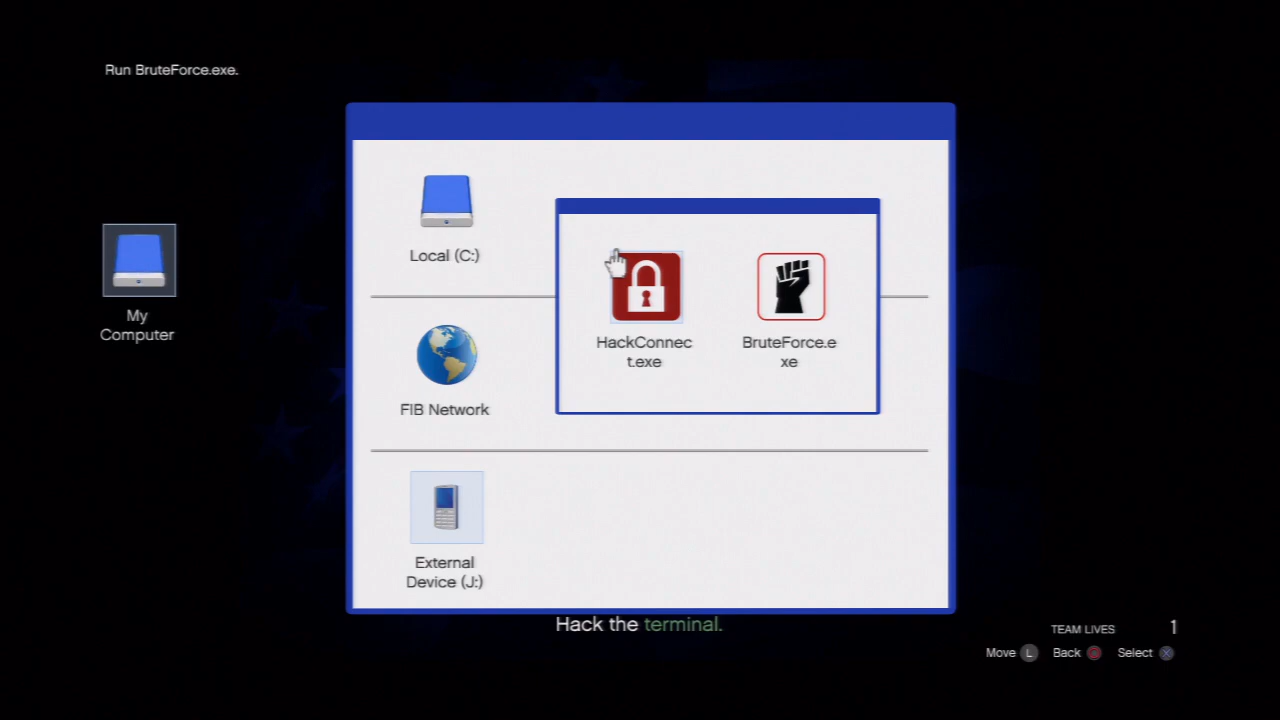 Run BruteForce.exe.
Local (C:)
My
Computer
HackConnec
t.exe
BruteForce.e
xe
FIB Network
External
Device (J:)
Hack the terminal.
TEAM LIVES 1
Move L Back Select